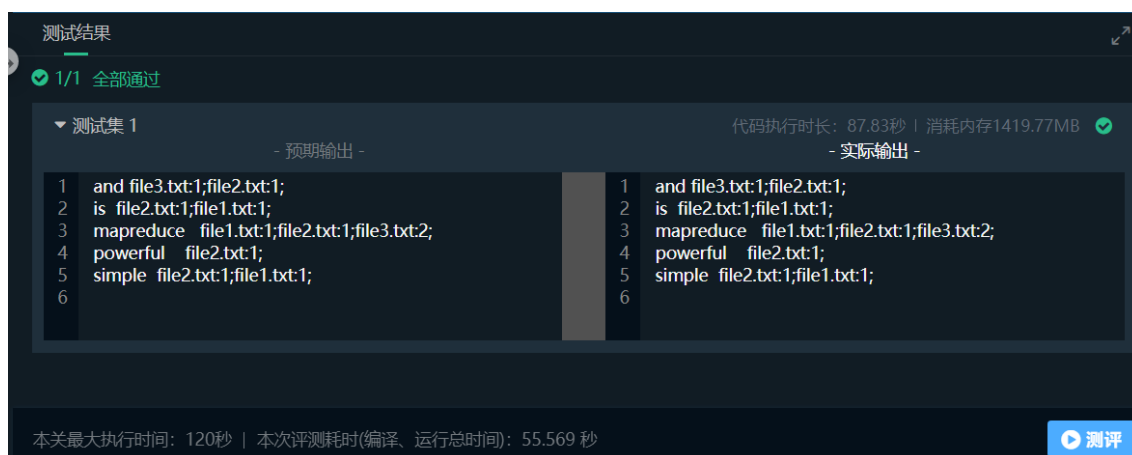 测试结果
1/1 全部通过
测试集 1
代码执行时长：87.83秒 | 消耗内存1419.77MB
- 预期输出 -
- 实际输出 -
1 and file3.txt:1;file2.txt:1;
2 is file2.txt:1;file1.txt:1;
3 mapreduce file1.txt:1;file2.txt:1;file3.txt:2;
4 powerful file2.txt:1;
5 simple file2.txt:1;file1.txt:1;
6
1 and file3.txt:1;file2.txt:1;
2 is file2.txt:1;file1.txt:1;
3 mapreduce file1.txt:1;file2.txt:1;file3.txt:2;
4 powerful file2.txt:1;
5 simple file2.txt:1;file1.txt:1;
6
本关最大执行时间：120秒 | 本次评测耗时(编译、运行总时间)：55.569 秒
测评